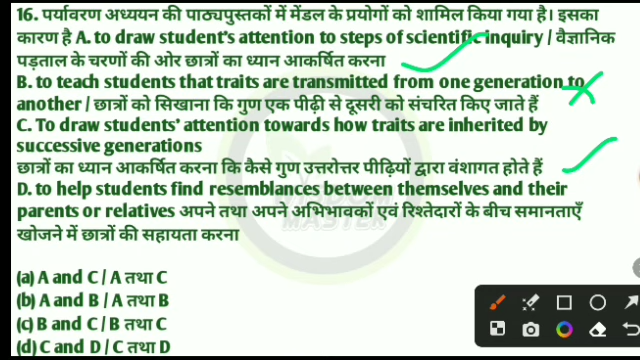 16. पर्यावरण अध्ययन की पाठ्यपुस्तकों में मेंडल के प्रयोगों को शामिल किया गया है। इसका
कारण है A. to draw student's attention to steps of scientific inquiry / वैज्ञानिक
पड़ताल के चरणों की ओर छात्रों का ध्यान आकर्षित करना
B. to teach students that traits are transmitted from one generation to
another / छात्रों को सिखाना कि गुण एक पीढ़ी से दूसरी को संचरित किए जाते हैं
C. To draw students' attention towards how traits are inherited by
successive generations
छात्रों का ध्यान आकर्षित करना कि कैसे गुण उत्तरोत्तर पीढ़ियों द्वारा वंशागत होते हैं
D. to help students find resemblances between themselves and their
parents or relatives अपने तथा अपने अभिभावकों एवं रिश्तेदारों के बीच समानताएँ
खोजने में छात्रों की सहायता करना
WISDOM
MASTER
(a) A and C / A तथा C
(b) A and B / A तथा B
(c) B and C / B तथा C
(d) C and D / C तथा D